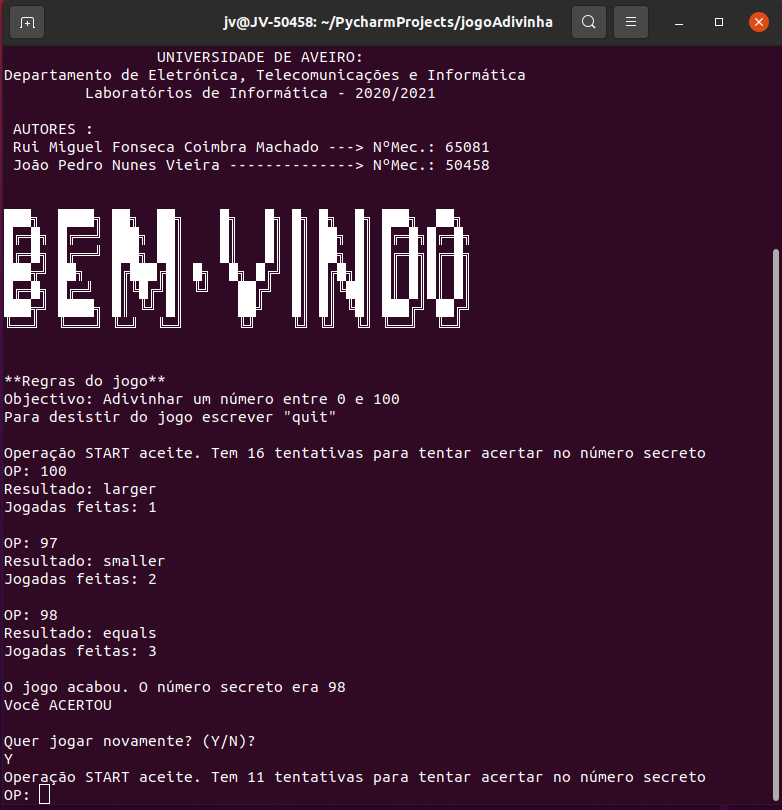 jv@JV-50458: ~/PycharmProjects/jogoAdivinha
UNIVERSIDADE DE AVEIRO:
Departamento de Eletrónica, Telecomunicações e Informática
Laboratórios de Informática - 2020/2021
AUTORES :
Rui Miguel Fonseca Coimbra Machado ---> NºMec.: 65081
João Pedro Nunes Vieira --------------> NºMec.: 50458
BEM-VINDO
**Regras do jogo**
Objectivo: Adivinhar um número entre 0 e 100
Para desistir do jogo escrever "quit"
Operação START aceite. Tem 16 tentativas para tentar acertar no número secreto
OP: 100
Resultado: larger
Jogadas feitas: 1
OP: 97
Resultado: smaller
Jogadas feitas: 2
OP: 98
Resultado: equals
Jogadas feitas: 3
O jogo acabou. O número secreto era 98
Você ACERTOU
Quer jogar novamente? (Y/N)?
Y
Operação START aceite. Tem 11 tentativas para tentar acertar no número secreto
OP: